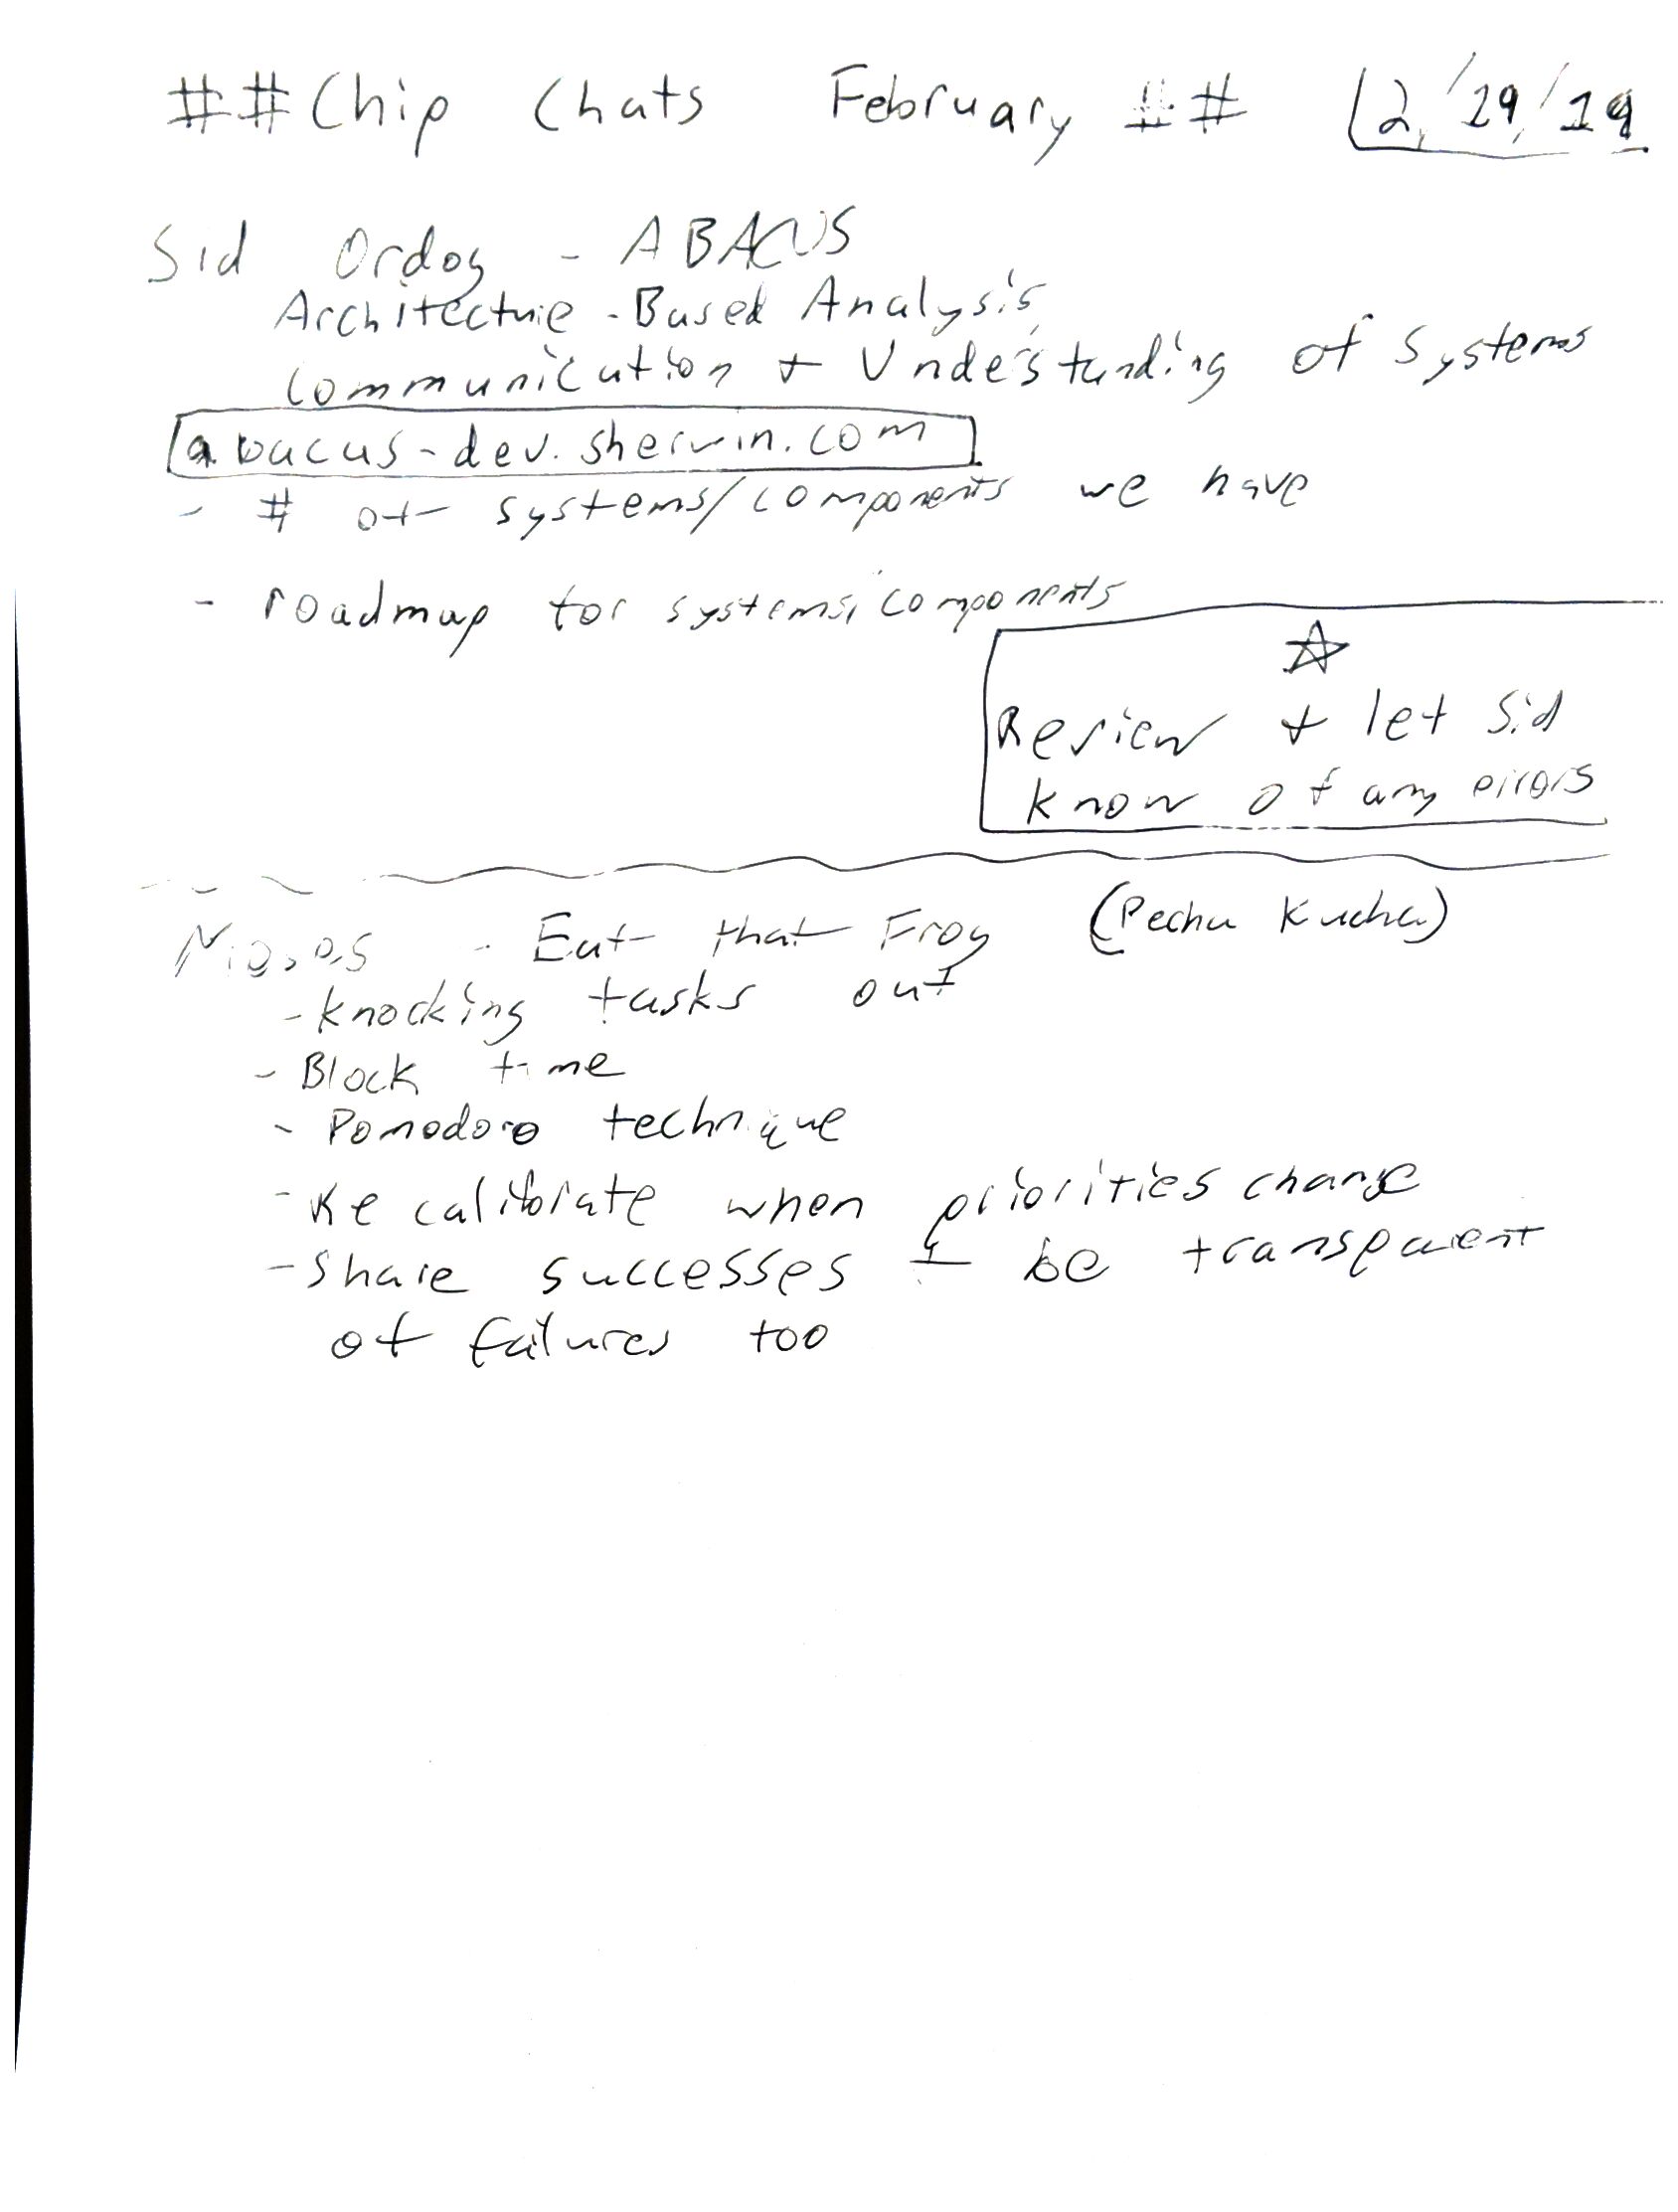 ##Chip Chats February ## 2/19/19
Sid Ordog - ABACUS
Architecture-Based Analysis
Communication + Understanding of Systems
abacus-dev.sherwin.com
- # of systems/components we have
- roadmap for systems, components
Review + let Sid
know of any errors
- Eat that Frog (Pecha Kucha)
- Knocking tasks out
- Block time
- Pomodoro technique
- Recalibrate when priorities change
- Share successes + be transparent
of failures too